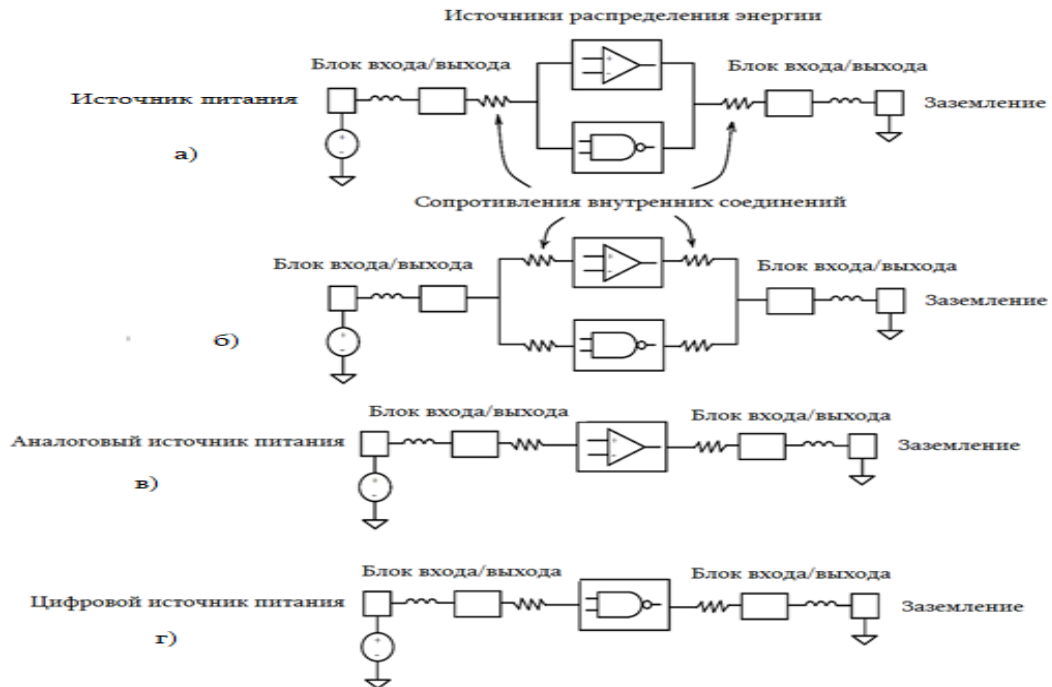 Источники распределения энергии
Блок входа/выхода
Блок входа/выхода
Источник питания
Заземление
а)
Сопротивления внутренних соединений
Блок входа/выхода
Блок входа/выхода
Заземление
б)
Блок входа/выхода
Блок входа/выхода
Аналоговый источник питания
Заземление
в)
Блок входа/выхода
Блок входа/выхода
Цифровой источник питания
Заземление
г)